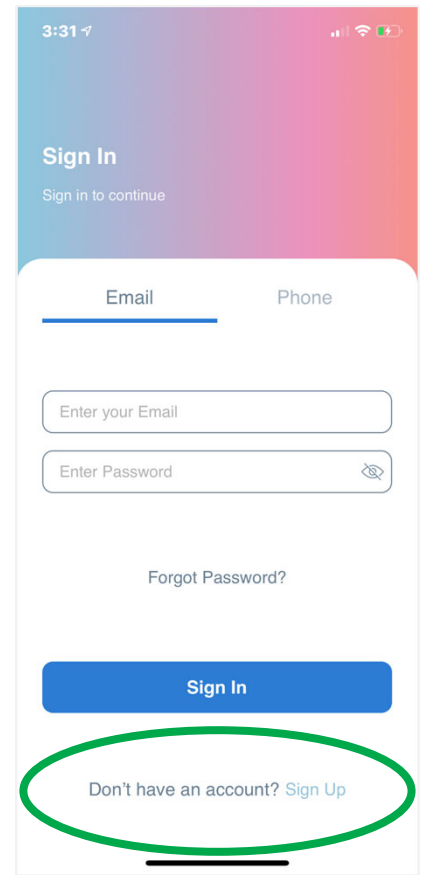 3:31
Sign In
Sign in to continue
Email Phone
Enter your Email
Enter Password
Forgot Password?
Sign In
Don't have an account? Sign Up